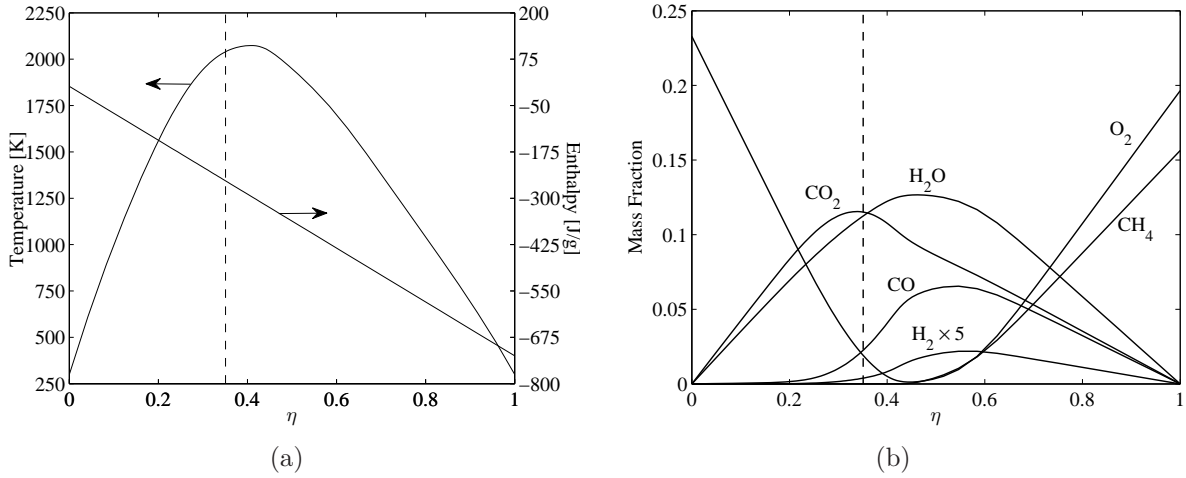 2250
2000
1750
1500
1250
1000
750
500
250
Temperature [K]
200
75
−50
−175
−300
−425
−550
−675
−800
Enthalpy [J/g]
0 0.2 0.4 0.6 0.8 1
η
(a)
0.25
0.2
0.15
0.1
0.05
0
Mass Fraction
O2
CO2
H2O
CH4
CO
H2 × 5
0 0.2 0.4 0.6 0.8 1
η
(b)